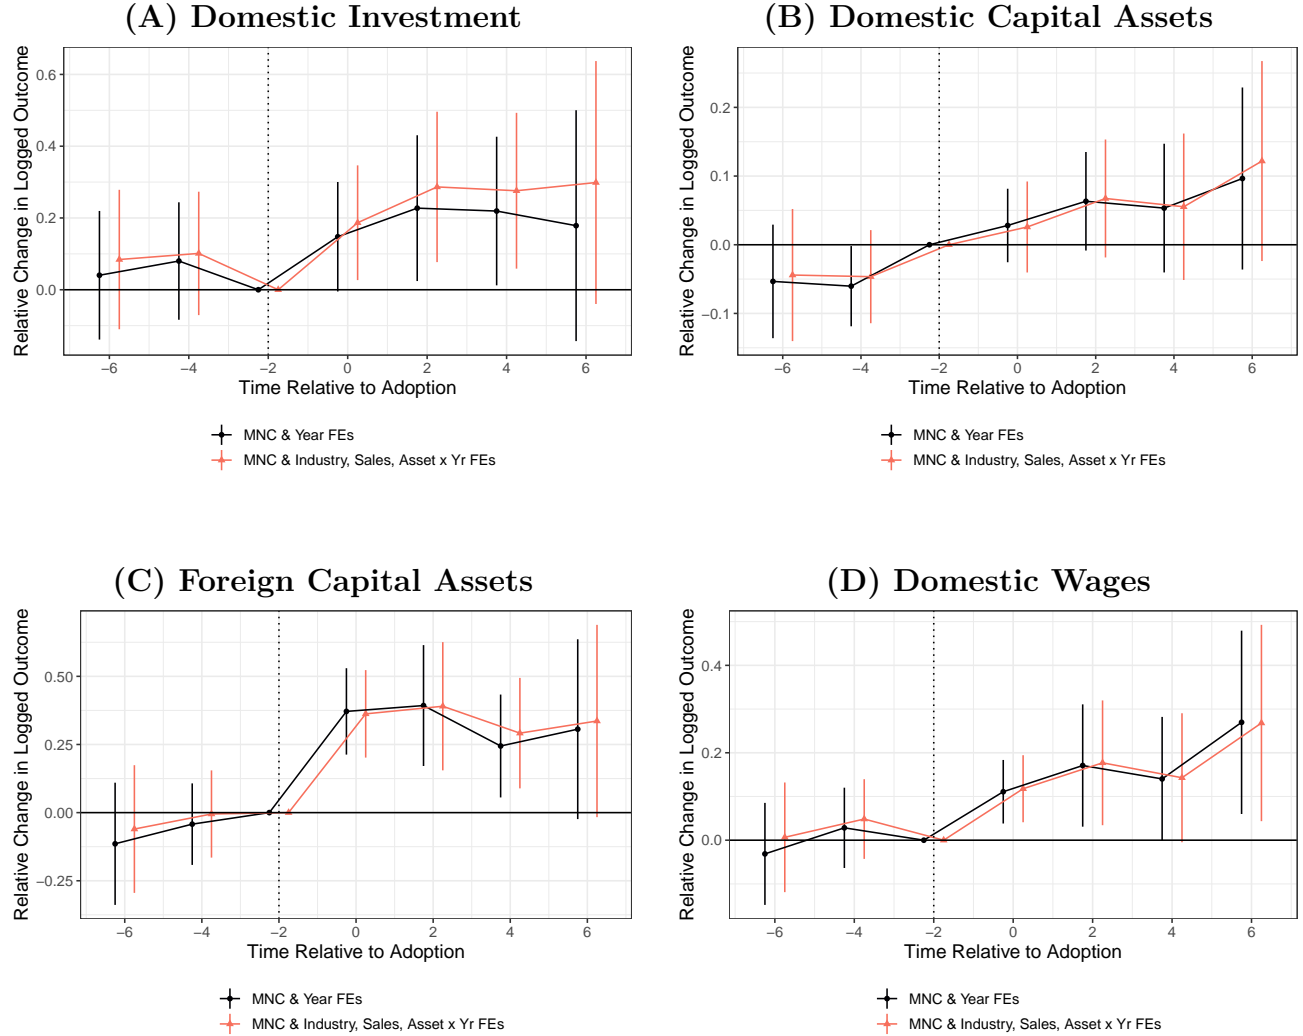 (A) Domestic Investment
Relative Change in Logged Outcome
0.6
0.4
0.2
0.0
−6 −4 −2 0 2 4 6
Time Relative to Adoption
MNC & Year FEs
MNC & Industry, Sales, Asset x Yr FEs
(B) Domestic Capital Assets
Relative Change in Logged Outcome
0.2
0.1
0.0
−0.1
−6 −4 −2 0 2 4 6
Time Relative to Adoption
MNC & Year FEs
MNC & Industry, Sales, Asset x Yr FEs
(C) Foreign Capital Assets
Relative Change in Logged Outcome
0.50
0.25
0.00
−0.25
−6 −4 −2 0 2 4 6
Time Relative to Adoption
MNC & Year FEs
MNC & Industry, Sales, Asset x Yr FEs
(D) Domestic Wages
Relative Change in Logged Outcome
0.4
0.2
0.0
−6 −4 −2 0 2 4 6
Time Relative to Adoption
MNC & Year FEs
MNC & Industry, Sales, Asset x Yr FEs